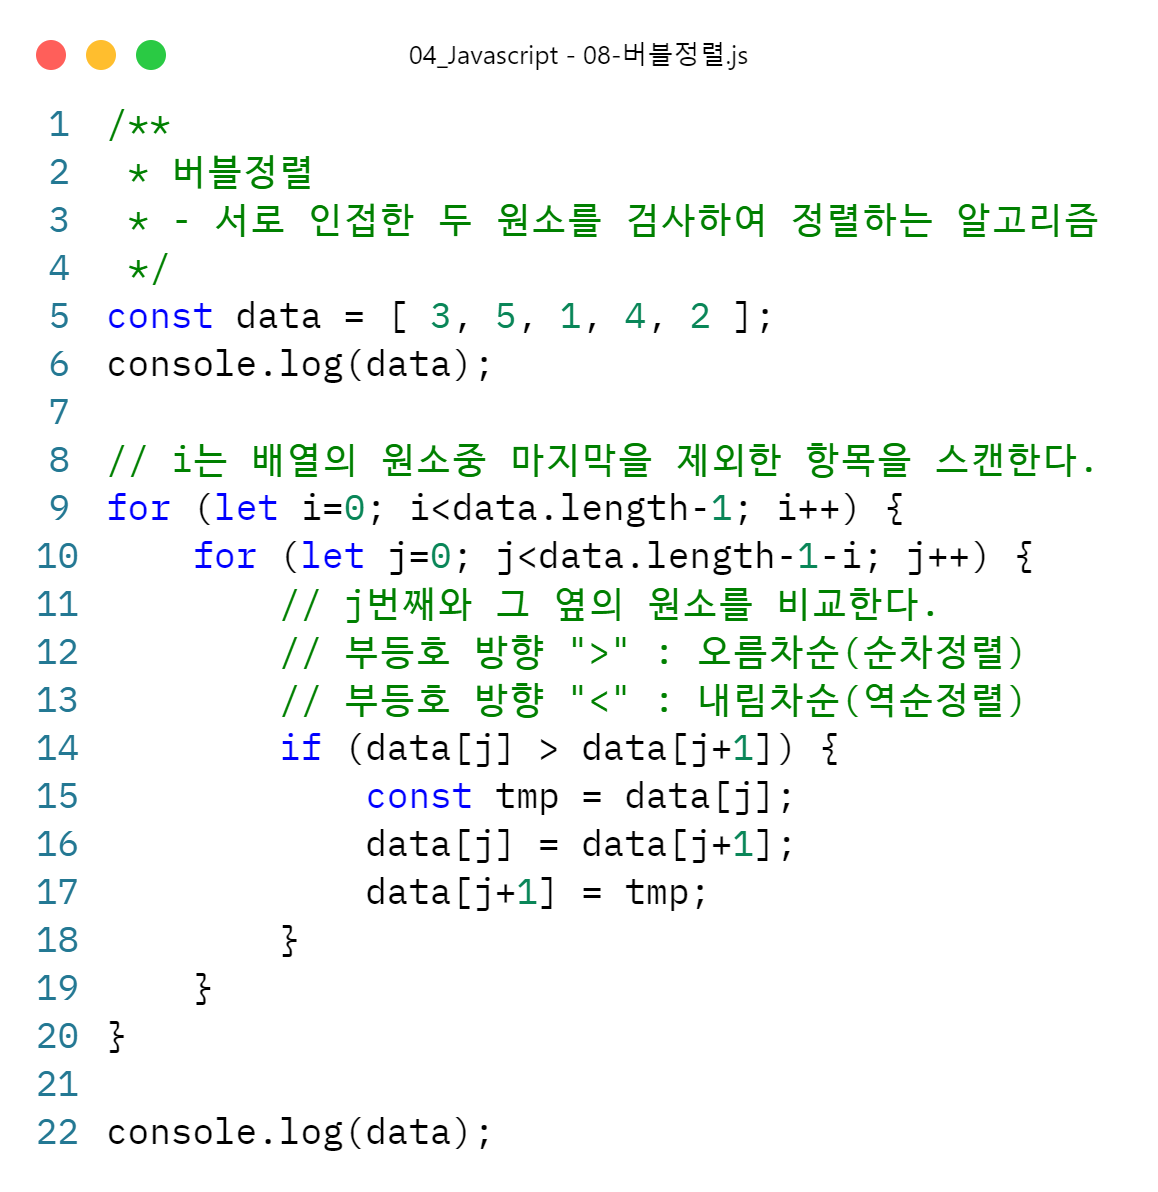 04_Javascript - 08-버블정렬.js
1 /**
2  * 버블정렬
3  * - 서로 인접한 두 원소를 검사하여 정렬하는 알고리즘
4  */
5 const data = [ 3, 5, 1, 4, 2 ];
6 console.log(data);
7
8 // i는 배열의 원소중 마지막을 제외한 항목을 스캔한다.
9 for (let i=0; i<data.length-1; i++) {
10     for (let j=0; j<data.length-1-i; j++) {
11         // j번째와 그 옆의 원소를 비교한다.
12         // 부등호 방향 ">" : 오름차순(순차정렬)
13         // 부등호 방향 "<" : 내림차순(역순정렬)
14         if (data[j] > data[j+1]) {
15             const tmp = data[j];
16             data[j] = data[j+1];
17             data[j+1] = tmp;
18         }
19     }
20 }
21
22 console.log(data);